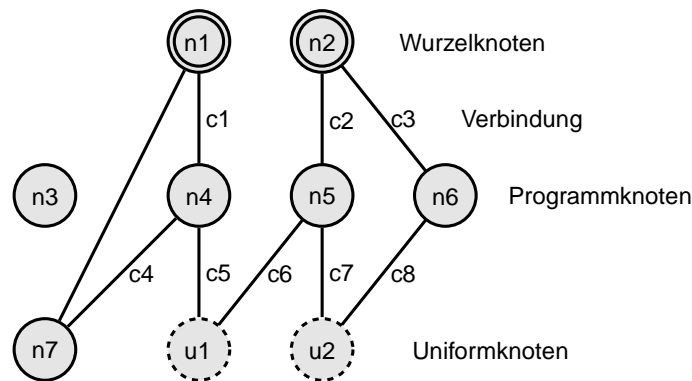 n1 n2 Wurzelknoten
c1 c2 c3 Verbindung
n3 n4 n5 n6 Programmknoten
c4 c5 c6 c7 c8
n7 u1 u2 Uniformknoten